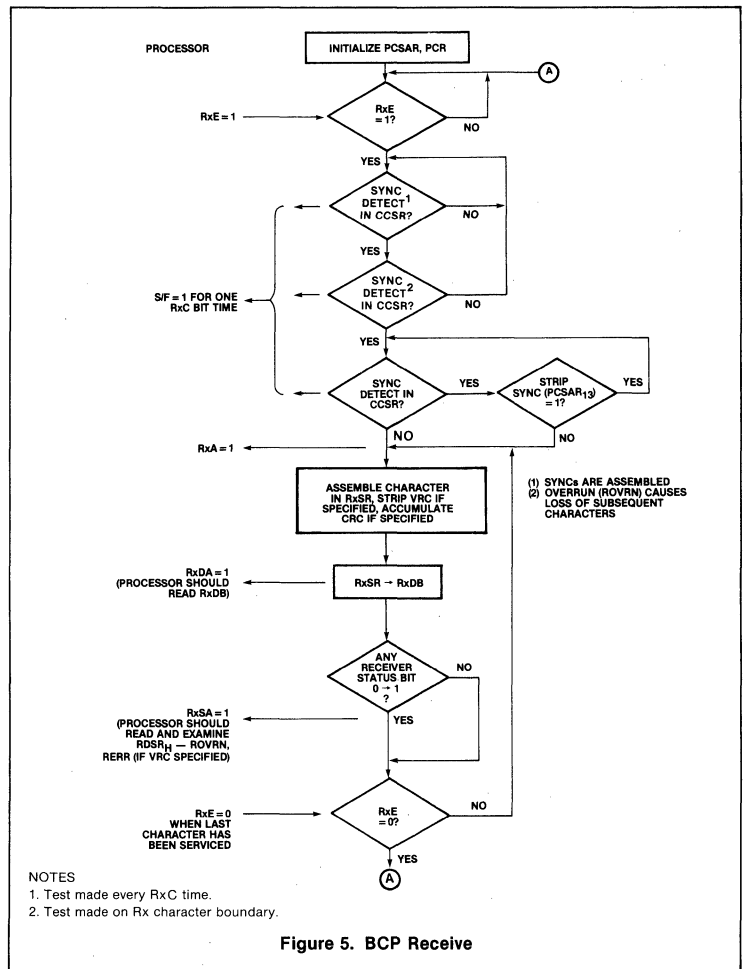 PROCESSOR
INITIALIZE PCSAR, PCR
A
RxE = 1
RxE
= 1?
NO
YES
SYNC
DETECT1
IN CCSR?
NO
YES
SYNC
DETECT2
IN CCSR?
NO
S/F = 1 FOR ONE
RxC BIT TIME
YES
SYNC
DETECT IN
CCSR?
YES
STRIP
SYNC (PCSAR13)
= 1?
YES
NO
NO
RxA = 1
ASSEMBLE CHARACTER
IN RxSR, STRIP VRC IF
SPECIFIED, ACCUMULATE
CRC IF SPECIFIED
(1) SYNCs ARE ASSEMBLED
(2) OVERRUN (ROVRN) CAUSES
LOSS OF SUBSEQUENT
CHARACTERS
RxDA = 1
(PROCESSOR SHOULD
READ RxDB)
RxSR → RxDB
ANY
RECEIVER
STATUS BIT
0 → 1
?
NO
YES
RxSA = 1
(PROCESSOR SHOULD
READ AND EXAMINE
RDSRH — ROVRN,
RERR (IF VRC SPECIFIED)
RxE = 0
WHEN LAST
CHARACTER HAS
BEEN SERVICED
RxE
= 0?
NO
YES
A
NOTES
1. Test made every RxC time.
2. Test made on Rx character boundary.
Figure 5. BCP Receive